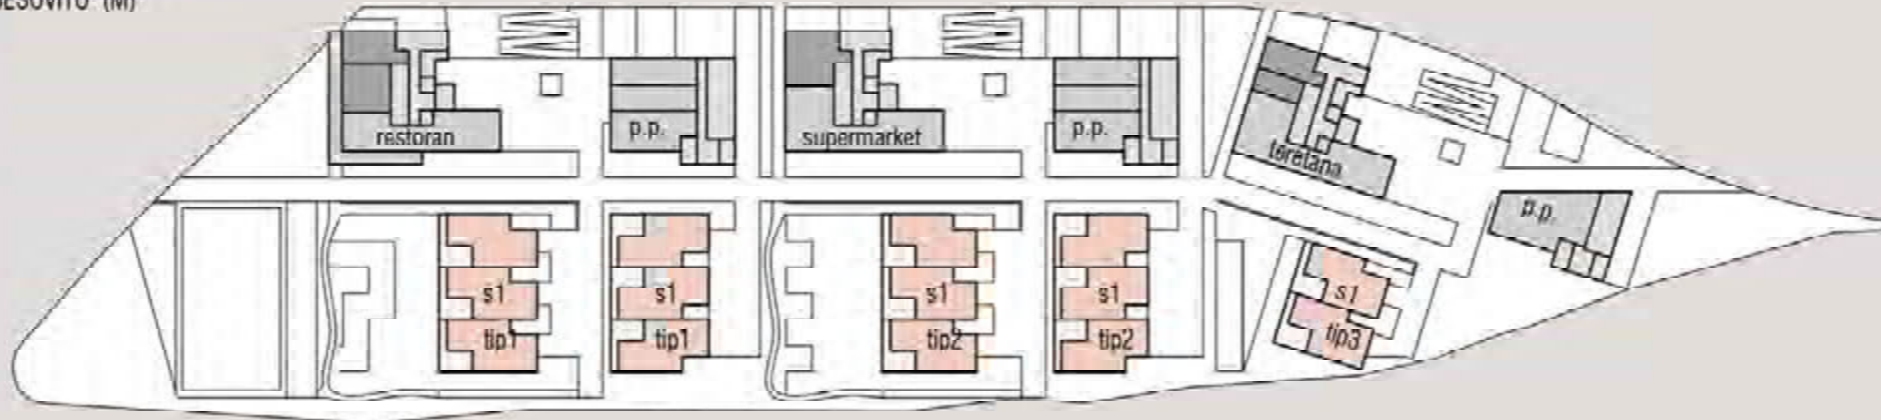 (M)
restoran
p.p.
supermarket
p.p.
teretana
p.p.
s1
tip1
s1
tip1
s1
tip2
s1
tip2
s1
tip3